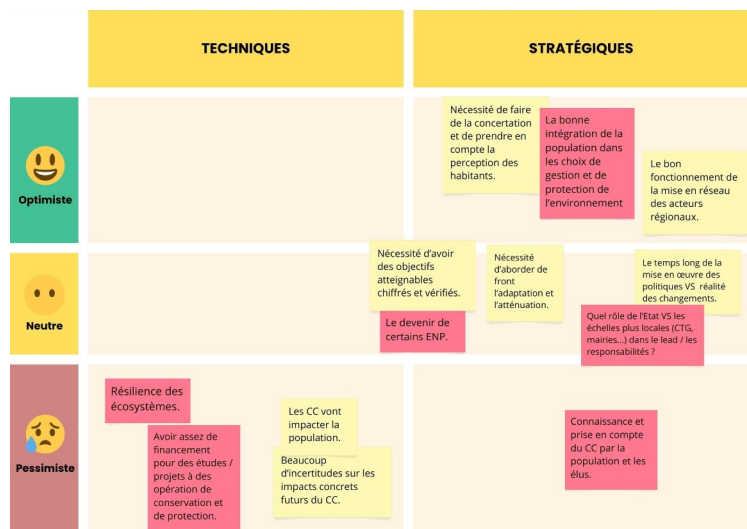 TECHNIQUES
STRATÉGIQUES
Optimiste
Nécessité de faire
de la concertation
et de prendre en
compte la
perception des
habitants.
La bonne
intégration de la
population dans
les choix de
gestion et de
protection de
l'environnement
Le bon
fonctionnement de
la mise en réseau
des acteurs
régionaux.
Neutre
Nécessité d'avoir
des objectifs
atteignables
chiffrés et vérifiés.
Le devenir de
certains ENP.
Nécessité
d'aborder de
front
l'adaptation et
l'atténuation.
Le temps long de la
mise en œuvre des
politiques VS réalité
des changements.
Quel rôle de l'Etat VS les
échelles plus locales (CTG,
mairies...) dans le lead / les
responsabilités ?
Pessimiste
Résilience des
écosystèmes.
Avoir assez de
financement
pour des études /
projets à des
opération de
conservation et
de protection.
Les CC vont
impacter la
population.
Beaucoup
d'incertitudes sur les
impacts concrets
futurs du CC.
Connaissance et
prise en compte
du CC par la
population et les
élus.